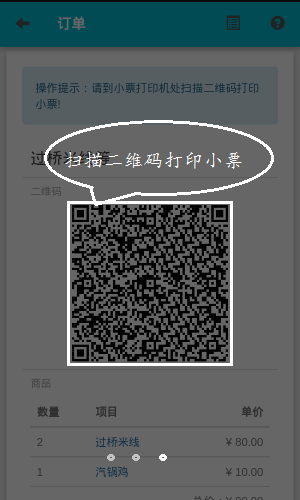 订单
操作提示：请到小票打印机处扫描二维码打印
小票!
过桥米线等
扫描二维码打印小票
二维码
商品
数量 项目 单价
2 过桥米线 ¥ 80.00
1 汽锅鸡 ¥ 10.00